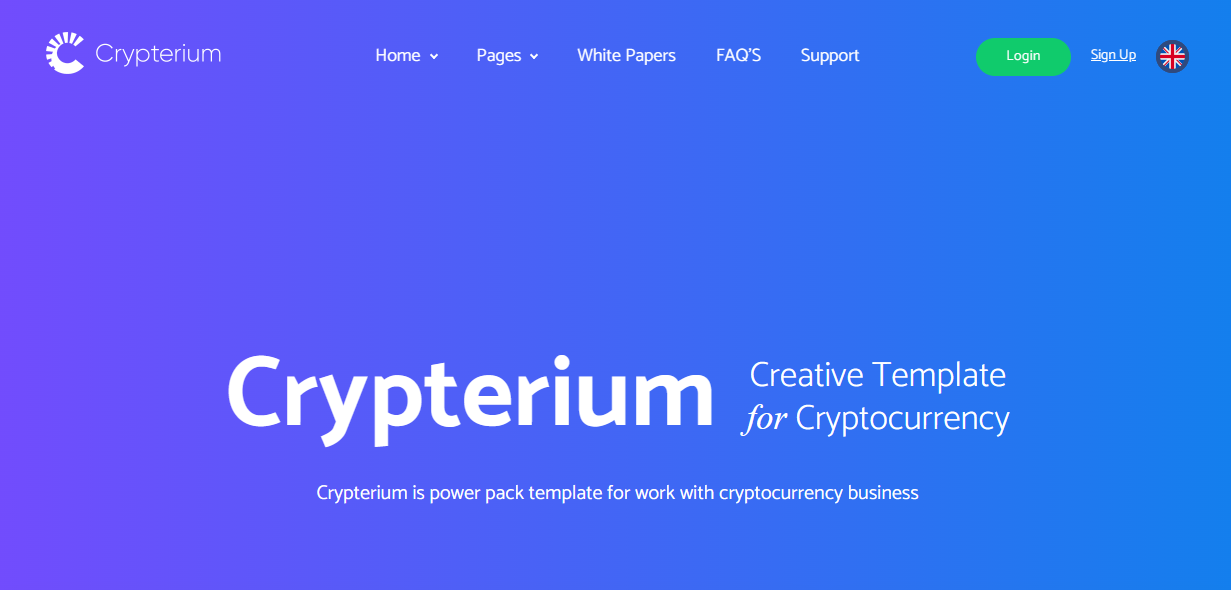 Crypterium
Home
Pages
White Papers
FAQ'S
Support
Login
Sign Up
Crypterium
Creative Template
for Cryptocurrency
Crypterium is power pack template for work with cryptocurrency business